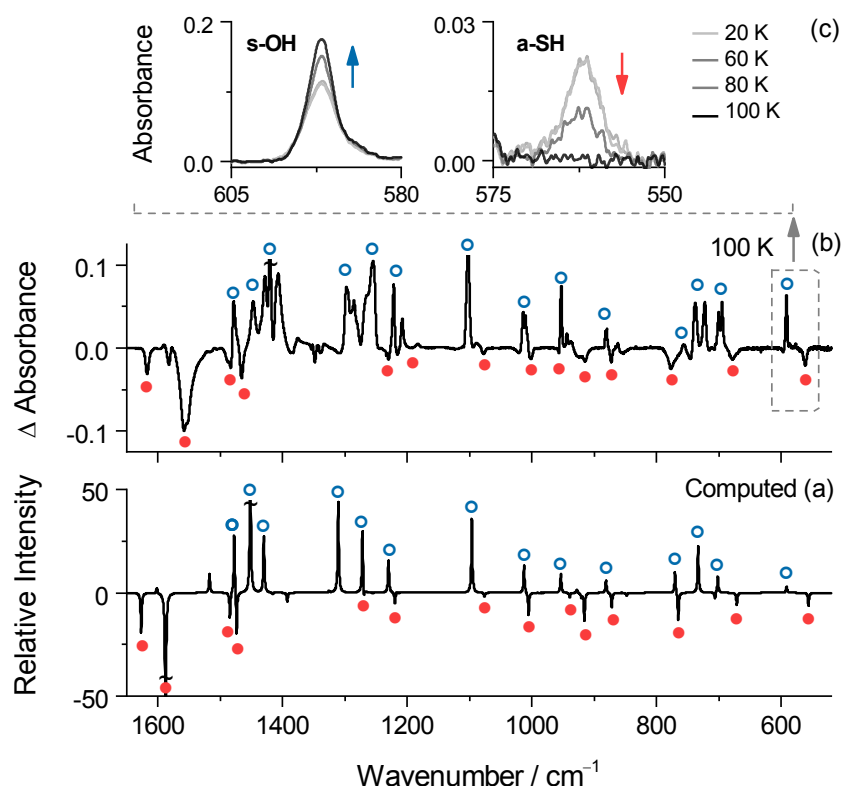 (c)
s-OH
a-SH
20 K
60 K
80 K
100 K
Absorbance
0.2
0.1
0.0
605
580
0.03
0.00
575
550
(b)
100 K
Δ Absorbance
0.1
0.0
-0.1
Computed (a)
Relative Intensity
50
0
-50
1600
1400
1200
1000
800
600
Wavenumber / cm⁻¹